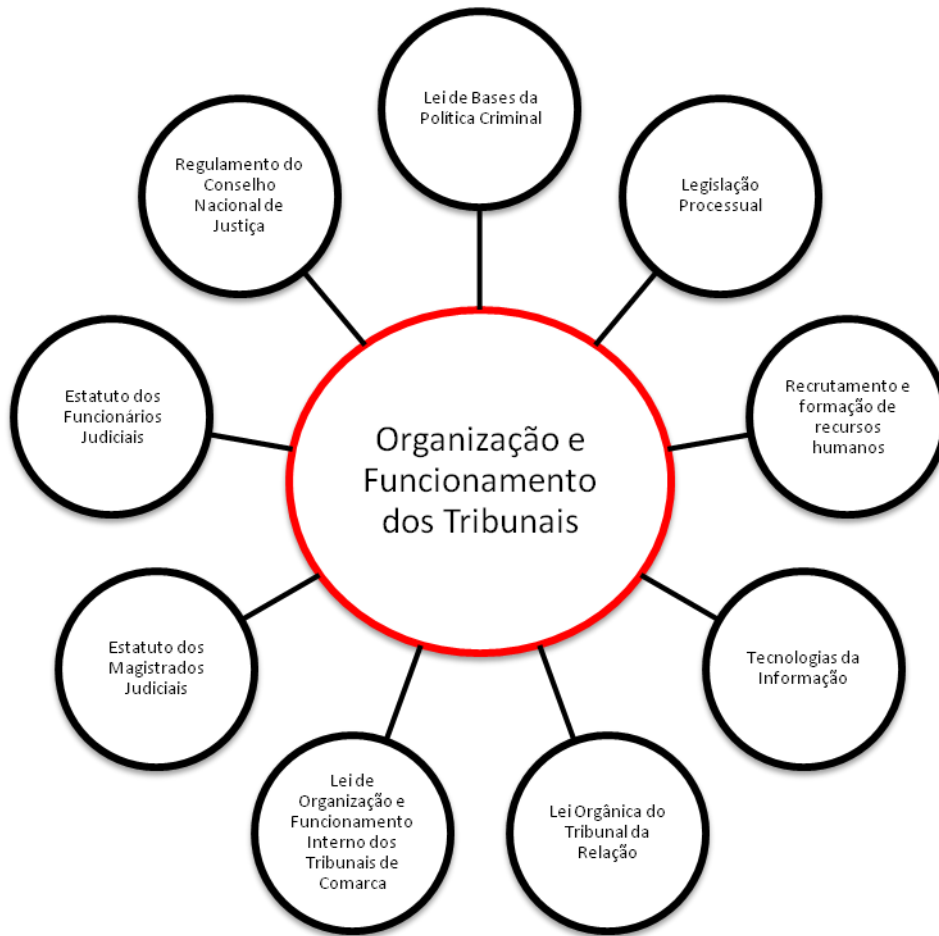 Lei de Bases da
Política Criminal
Legislação
Processual
Recrutamento e
formação de
recursos
humanos
Tecnologias da
Informação
Lei Orgânica do
Tribunal da
Relação
Lei de
Organização e
Funcionamento
Interno dos
Tribunais de
Comarca
Estatuto dos
Magistrados
Judiciais
Estatuto dos
Funcionários
Judiciais
Regulamento do
Conselho
Nacional de
Justiça
Organização e
Funcionamento
dos Tribunais